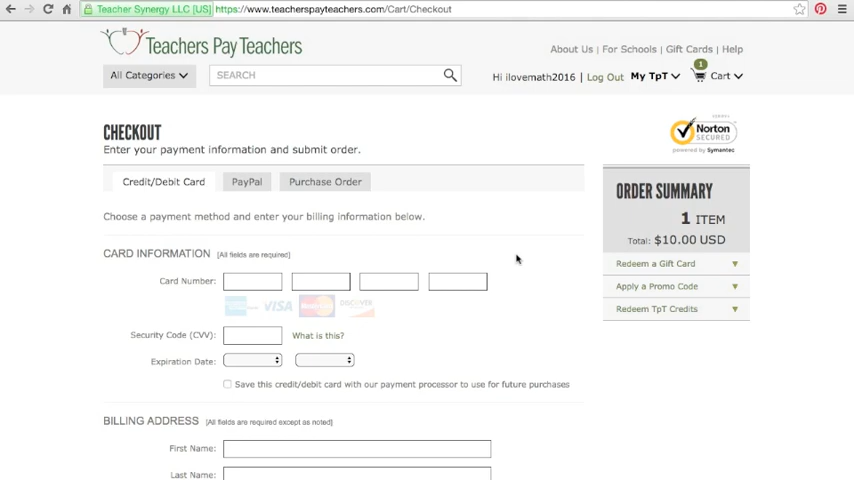 Teacher Synergy LLC [US] https://www.teacherspayteachers.com/Cart/Checkout
Teachers Pay Teachers
About Us | For Schools | Gift Cards | Help
All Categories
SEARCH
Hi ilovemath2016 | Log Out My TpT 1 Cart
CHECKOUT
Enter your payment information and submit order.
Norton
SECURED
powered by Symantec
Credit/Debit Card PayPal Purchase Order
Choose a payment method and enter your billing information below.
CARD INFORMATION [All fields are required]
Card Number:
VISA MasterCard DISCOVER
Security Code (CVV): What is this?
Expiration Date:
Save this credit/debit card with our payment processor to use for future purchases
BILLING ADDRESS [All fields are required except as noted]
First Name:
Last Name:
ORDER SUMMARY
1 ITEM
Total: $10.00 USD
Redeem a Gift Card
Apply a Promo Code
Redeem TpT Credits